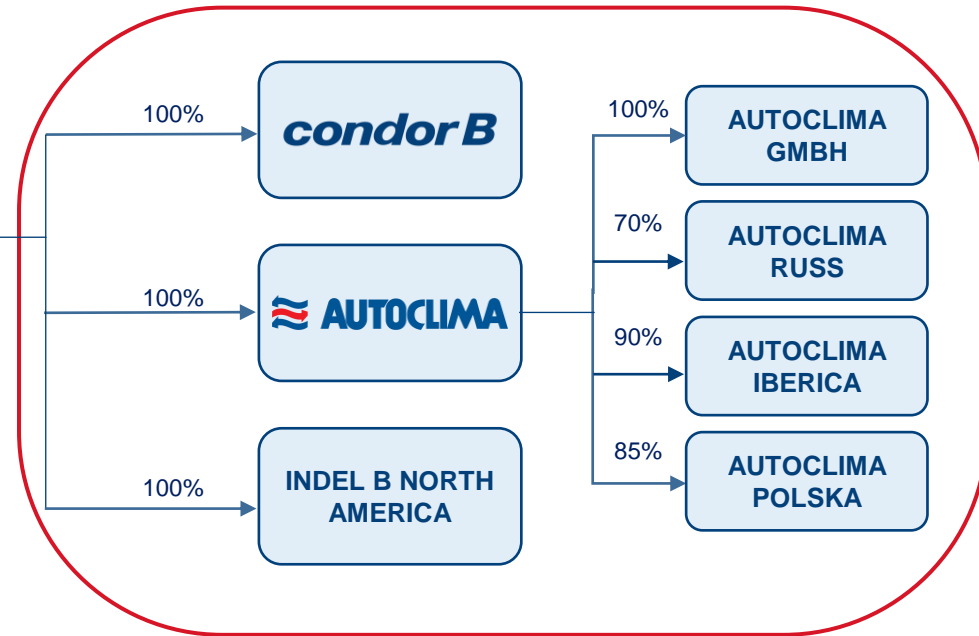 100%
condor B
100%
AUTOCLIMA
100%
INDEL B NORTH
AMERICA
100%
AUTOCLIMA
GMBH
70%
AUTOCLIMA
RUSS
90%
AUTOCLIMA
IBERICA
85%
AUTOCLIMA
POLSKA